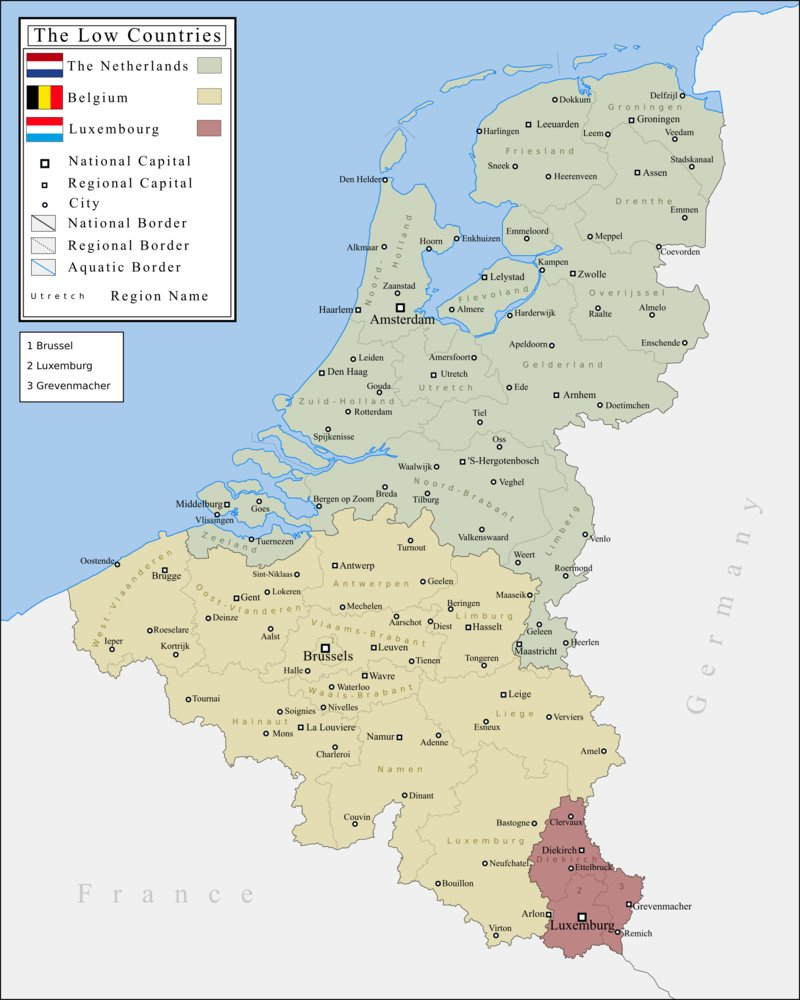 The Low Countries
The Netherlands
Belgium
Luxembourg
National Capital
Regional Capital
City
National Border
Regional Border
Aquatic Border
Utretch Region Name
1 Brussel
2 Luxemburg
3 Grevenmacher
Dokkum
Delfzijl
Groningen
Groningen
Harlingen
Leeuarden
Leem
Veedam
Friesland
Sneek
Heerenveen
Assen
Stadskanaal
Den Helder
Drenthe
Emmen
Alkmaar
Hoorn
Enkhuizen
Emmeloord
Meppel
Coevorden
Noord-
Holland
Kampen
Zwolle
Lelystad
Zaanstad
Flevoland
Overijssel
Haarlem
Amsterdam
Almere
Harderwijk
Raalte
Almelo
Enschende
Apeldoorn
Leiden
Amersfoort
Gelderland
Den Haag
Utretch
Utretch
Gouda
Ede
Arnhem
Zuid-Holland
Rotterdam
Doetimchen
Tiel
Spijkenisse
Oss
Waalwijk
'S-Hergotenbosch
Veghel
Noord-Brabant
Breda
Tilburg
Bergen op Zoom
Middelburg
Goes
Vlissingen
Zeeland
Tuernezen
Valkenswaard
Limberg
Venlo
Weert
Roermond
Oostende
Turnout
West-Vlaanderen
Brugge
Sint-Niklaas
Antwerp
Antwerpen
Geelen
Oost-Vlanderen
Lokeren
Gent
Maaseik
Mechelen
Beringen
Deinze
Aarschot
Diest
Limburg
Hasselt
Roeselare
Aalst
Vlaams-Brabant
Geleen
Heerlen
Maastricht
Ieper
Kortrijk
Brussels
Leuven
Tienen
Tongeren
Halle
Wavre
Waterloo
Waals-Brabant
Tournai
Soignies
Nivelles
Leige
Liege
Verviers
Hainaut
Mons
La Louviere
Esneux
Charleroi
Namur
Adenne
Amel
Namen
Dinant
Couvin
Bastogne
Clervaux
Luxemburg
Diekirch
Diekirch
Neufchatel
Ettelbruck
Bouillon
2
3
Grevenmacher
Arlon
Luxemburg
Virton
Remich
France
Germany